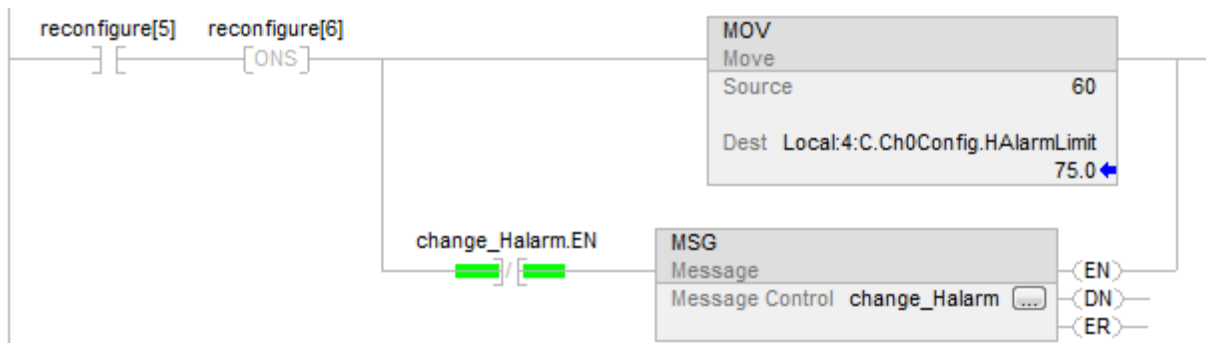 reconfigure[5] reconfigure[6]
ONS
MOV
Move
Source 60
Dest Local:4:C.Ch0Config.HAlarmLimit
75.0
change_Halarm.EN
MSG
Message
Message Control change_Halarm ...
EN
DN
ER